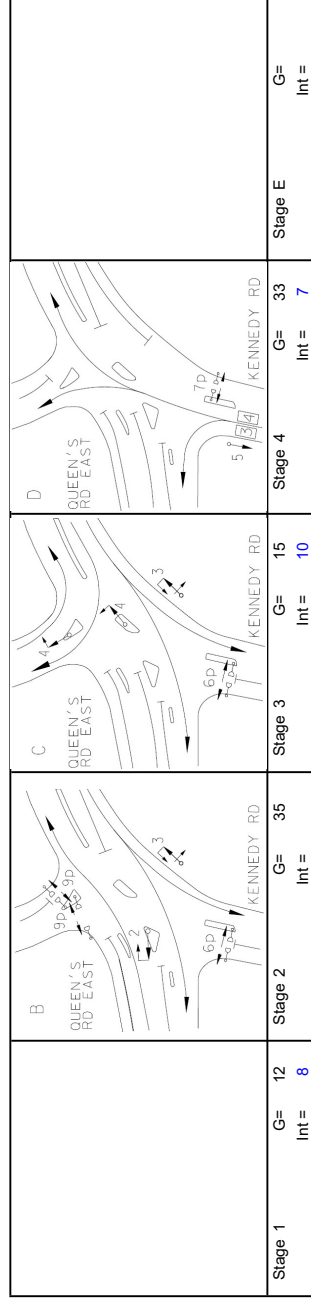 Stage 1 G= 12
Int = 8
B
9P
9P
QUEEN'S
RD EAST
2
3
6P
KENNEDY RD
Stage 2 G= 35
Int =
C
4
QUEEN'S
RD EAST
4
3
6P
KENNEDY RD
Stage 3 G= 15
Int = 10
D
QUEEN'S
RD EAST
7P
3 4
5
KENNEDY RD
Stage 4 G= 33
Int = 7
Stage E G=
Int =